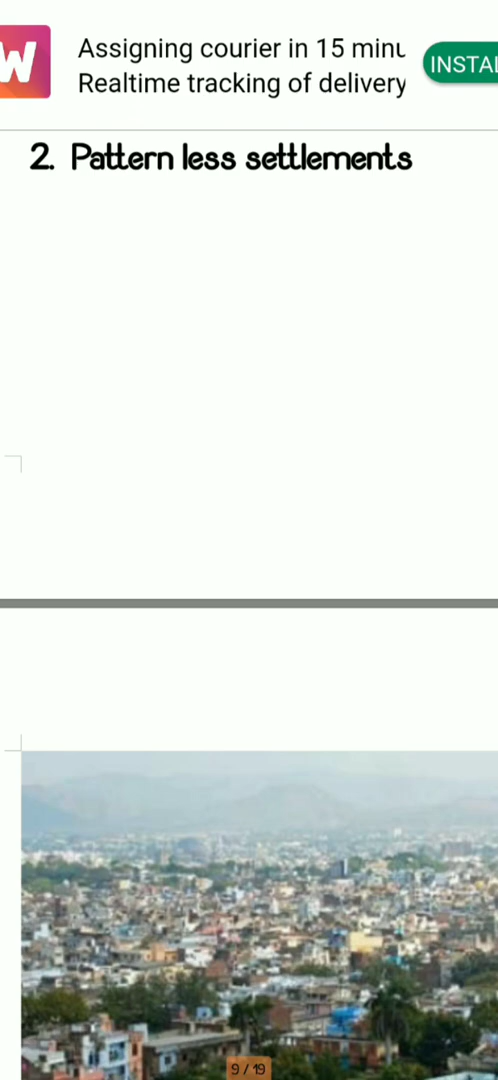 W
Assigning courier in 15 minu
Realtime tracking of delivery
INSTAL
2. Pattern less settlements
9 / 19